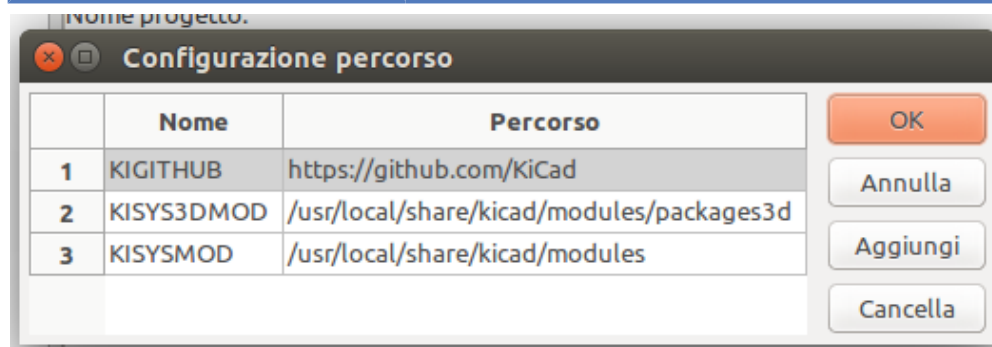 Nome progetto:
Configurazione percorso
Nome Percorso
1 KIGITHUB https://github.com/KiCad
2 KISYS3DMOD /usr/local/share/kicad/modules/packages3d
3 KISYSMOD /usr/local/share/kicad/modules
OK
Annulla
Aggiungi
Cancella